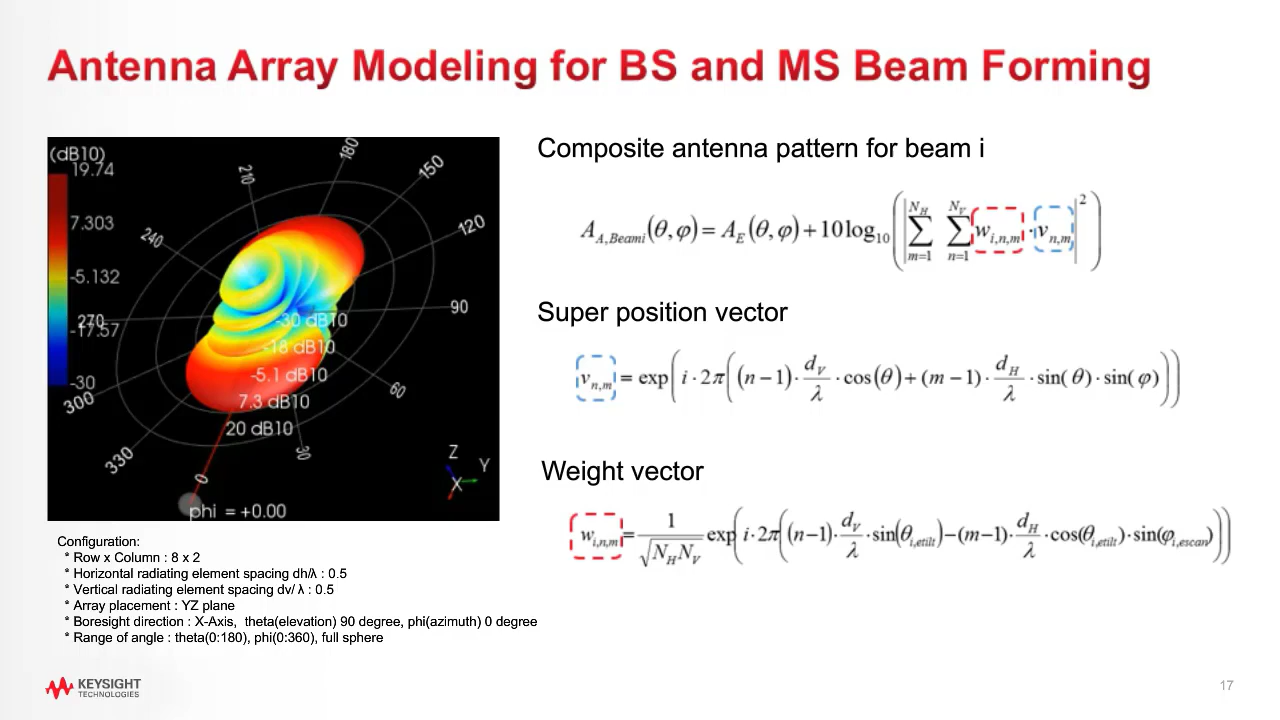 Antenna Array Modeling for BS and MS Beam Forming
(dB10)
19.74
7.303
-5.132
-17.57
-30
180
150
120
90
60
30
0
330
300
270
240
210
-30 dB10
-18 dB10
-5.1 dB10
7.3 dB10
20 dB10
phi = +0.00
Z
Y
X
Composite antenna pattern for beam i
A_{A,Beami}(θ,φ) = A_E(θ,φ) + 10 log_{10}(|∑_{m=1}^{N_H} ∑_{n=1}^{N_V} w_{i,n,m} · v_{n,m}|^2)
Super position vector
v_{n,m} = exp(i · 2π((n−1) · d_V/λ · cos(θ) + (m−1) · d_H/λ · sin(θ) · sin(φ)))
Weight vector
w_{i,n,m} = 1/√(N_H N_V) exp(i · 2π((n−1) · d_V/λ · sin(θ_{i,etilt}) − (m−1) · d_H/λ · cos(θ_{i,etilt}) · sin(φ_{i,escan})))
Configuration:
* Row x Column : 8 x 2
* Horizontal radiating element spacing dh/λ : 0.5
* Vertical radiating element spacing dv/ λ : 0.5
* Array placement : YZ plane
* Boresight direction : X-Axis, theta(elevation) 90 degree, phi(azimuth) 0 degree
* Range of angle : theta(0:180), phi(0:360), full sphere
KEYSIGHT
TECHNOLOGIES
17